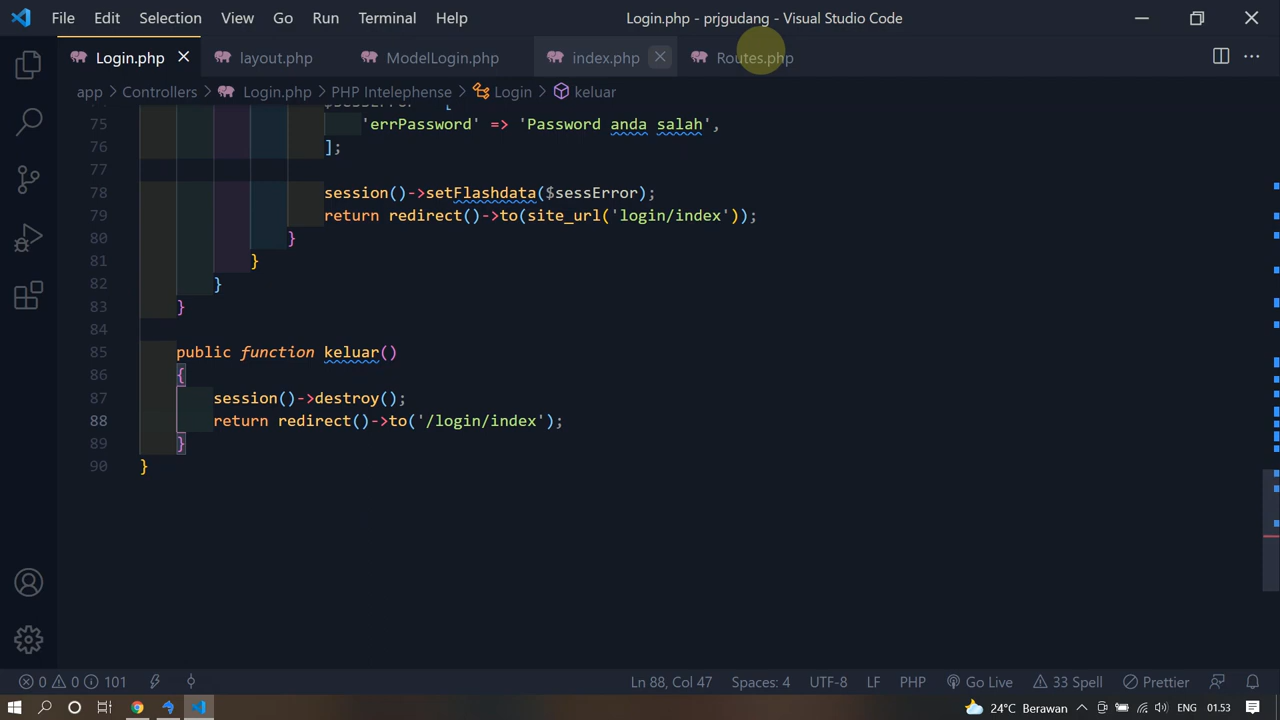 File Edit Selection View Go Run Terminal Help Login.php - prjgudang - Visual Studio Code
Login.php layout.php ModelLogin.php index.php Routes.php
app > Controllers > Login.php > PHP Intelephense > Login > keluar
75 'errPassword' => 'Password anda salah',
76 ];
77
78 session()->setFlashdata($sessError);
79 return redirect()->to(site_url('login/index'));
80 }
81 }
82 }
83 }
84
85 public function keluar()
86 {
87 session()->destroy();
88 return redirect()->to('/login/index');
89 }
90 }
0 0 101 Ln 88, Col 47 Spaces: 4 UTF-8 LF PHP Go Live 33 Spell Prettier
24°C Berawan ENG 01.53